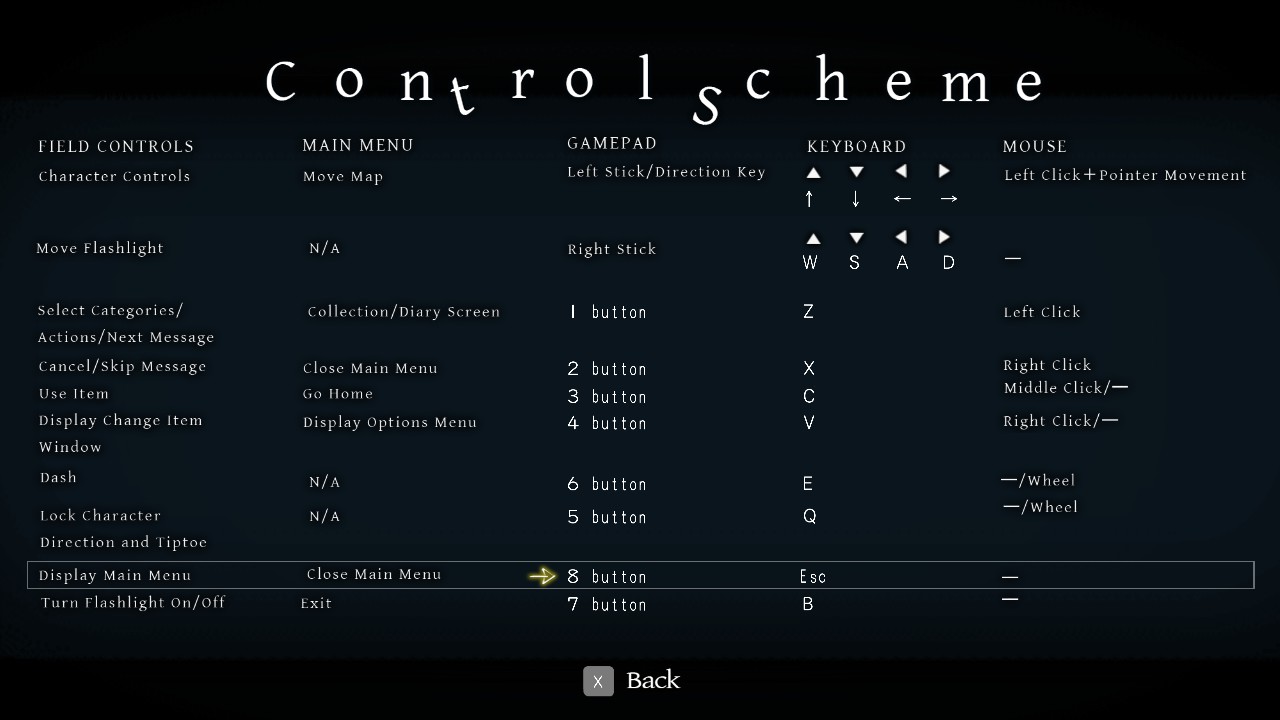 Control Scheme
FIELD CONTROLS MAIN MENU GAMEPAD KEYBOARD MOUSE
Character Controls Move Map Left Stick/Direction Key ▲ ▼ ◀ ▶ Left Click+Pointer Movement
↑ ↓ ← →
Move Flashlight N/A Right Stick ▲ ▼ ◀ ▶ —
W S A D
Select Categories/ Collection/Diary Screen 1 button Z Left Click
Actions/Next Message
Cancel/Skip Message Close Main Menu 2 button X Right Click
Use Item Go Home 3 button C Middle Click/—
Display Change Item Display Options Menu 4 button V Right Click/—
Window
Dash N/A 6 button E —/Wheel
Lock Character N/A 5 button Q —/Wheel
Direction and Tiptoe
Display Main Menu Close Main Menu 8 button Esc —
Turn Flashlight On/Off Exit 7 button B —
X Back